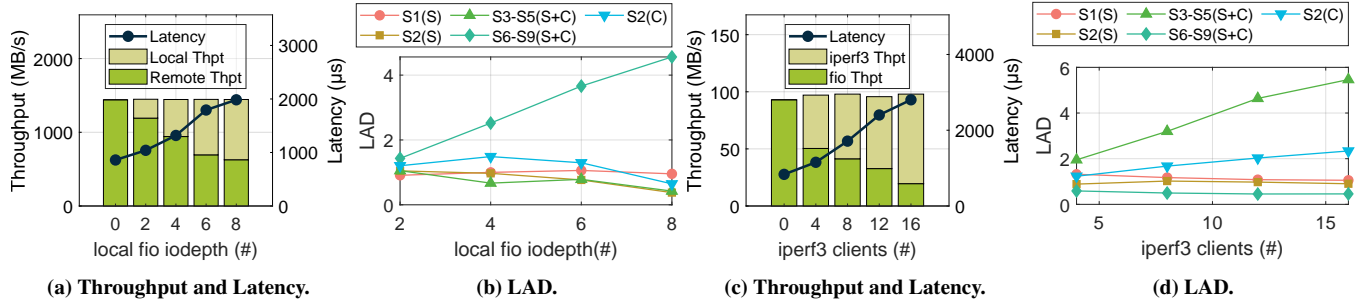 Throughput (MB/s)
2000
1000
0
Latency
Local Thpt
Remote Thpt
3000
2000
1000
0
Latency (μs)
0 2 4 6 8
local fio iodepth (#)
(a) Throughput and Latency.
S1(S) S3-S5(S+C) S2(C)
S2(S) S6-S9(S+C)
LAD
4
2
0
2 4 6 8
local fio iodepth(#)
(b) LAD.
Throughput (MB/s)
150
100
50
0
Latency
iperf3 Thpt
fio Thpt
4000
2000
0
Latency (μs)
0 4 8 12 16
iperf3 clients (#)
(c) Throughput and Latency.
S1(S) S3-S5(S+C) S2(C)
S2(S) S6-S9(S+C)
LAD
6
4
2
0
5 10 15
iperf3 clients (#)
(d) LAD.